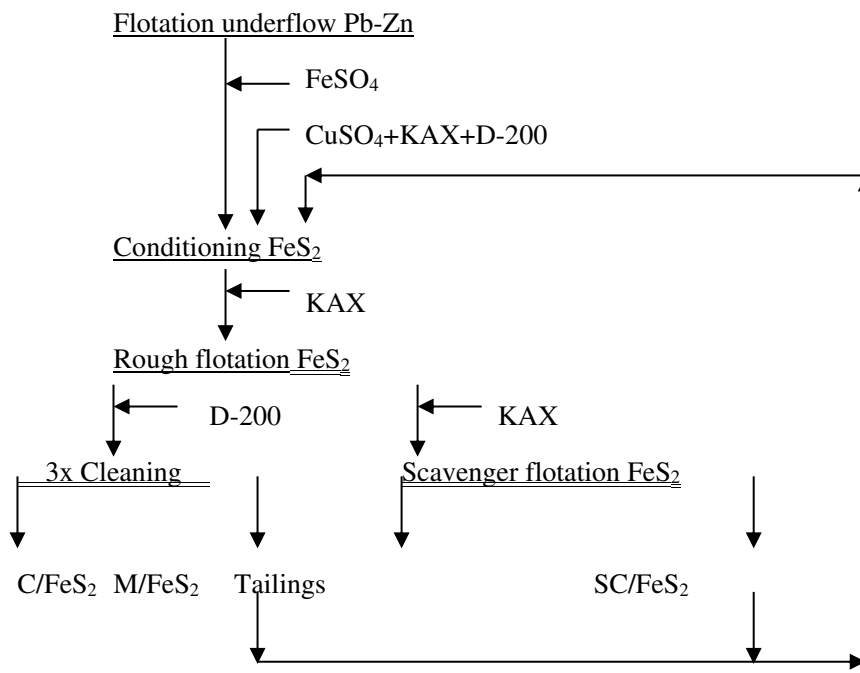 Flotation underflow Pb-Zn
FeSO₄
CuSO₄+KAX+D-200
Conditioning FeS₂
KAX
Rough flotation FeS₂
D-200 KAX
3x Cleaning Scavenger flotation FeS₂
C/FeS₂ M/FeS₂ Tailings SC/FeS₂